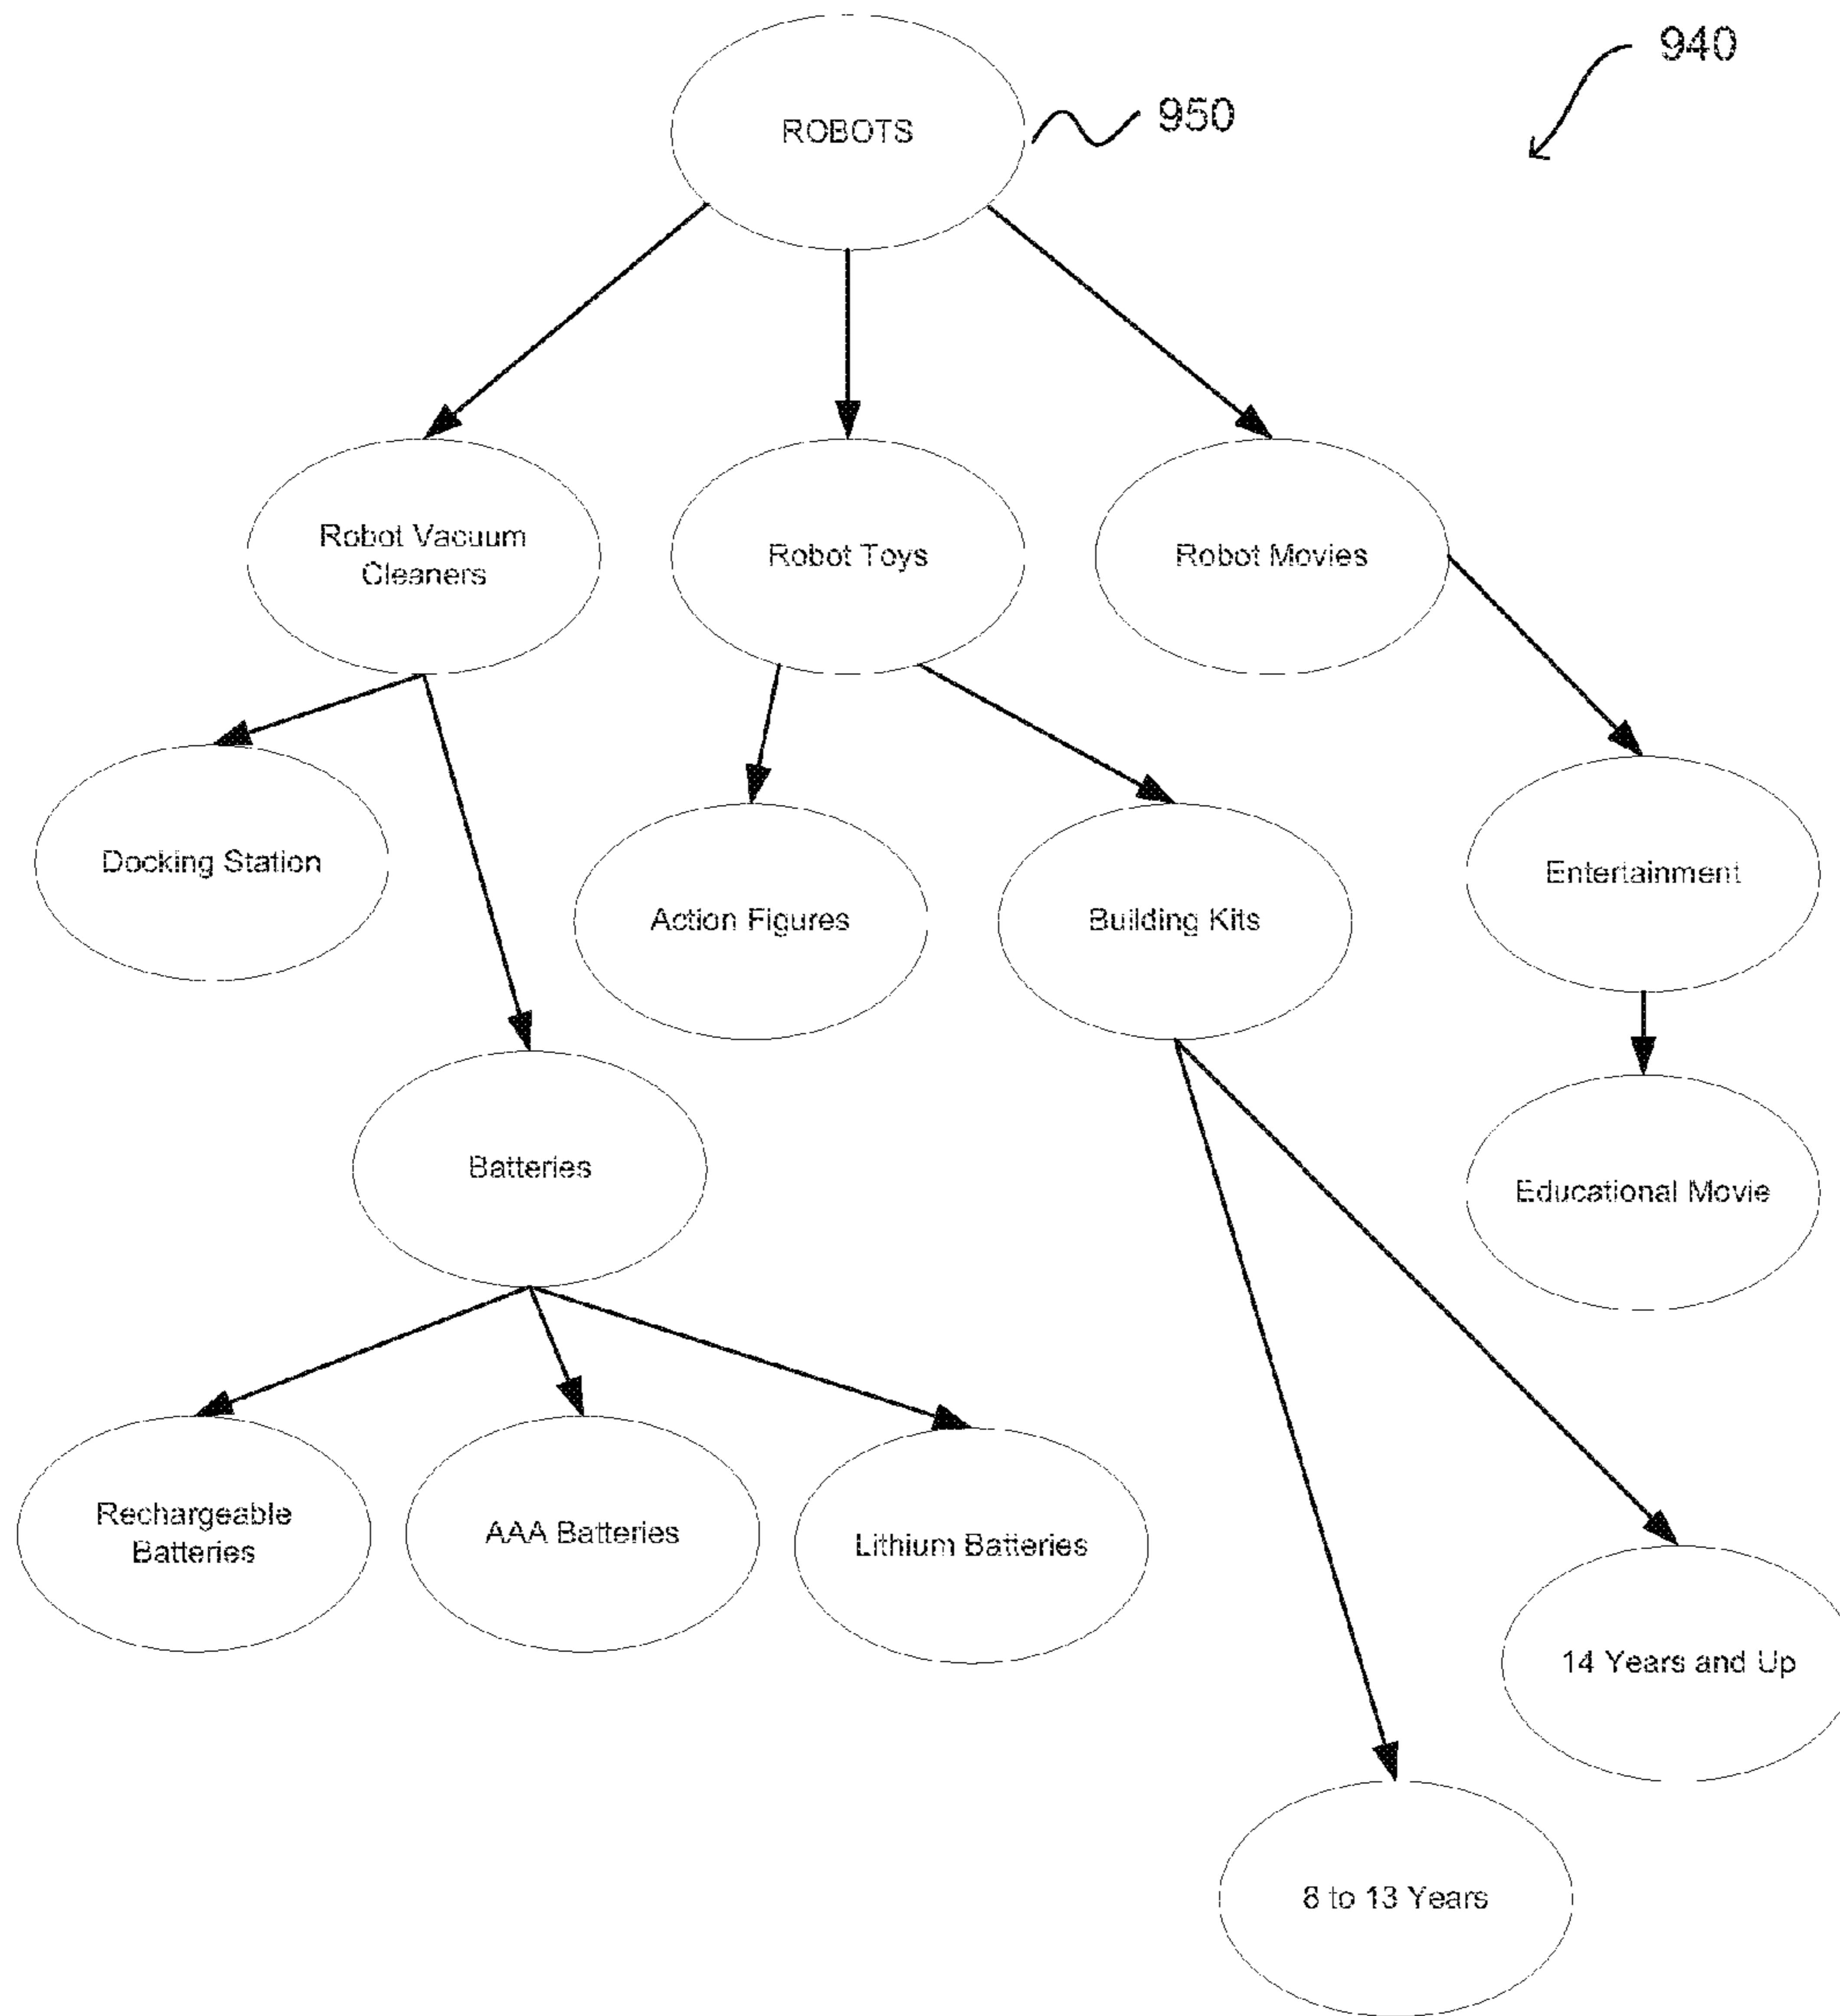 940
950
ROBOTS
Robot Vacuum
Cleaners
Robot Toys
Robot Movies
Docking Station
Action Figures
Building Kits
Entertainment
Batteries
Educational Movie
Rechargeable
Batteries
AAA Batteries
Lithium Batteries
14 Years and Up
8 to 13 Years